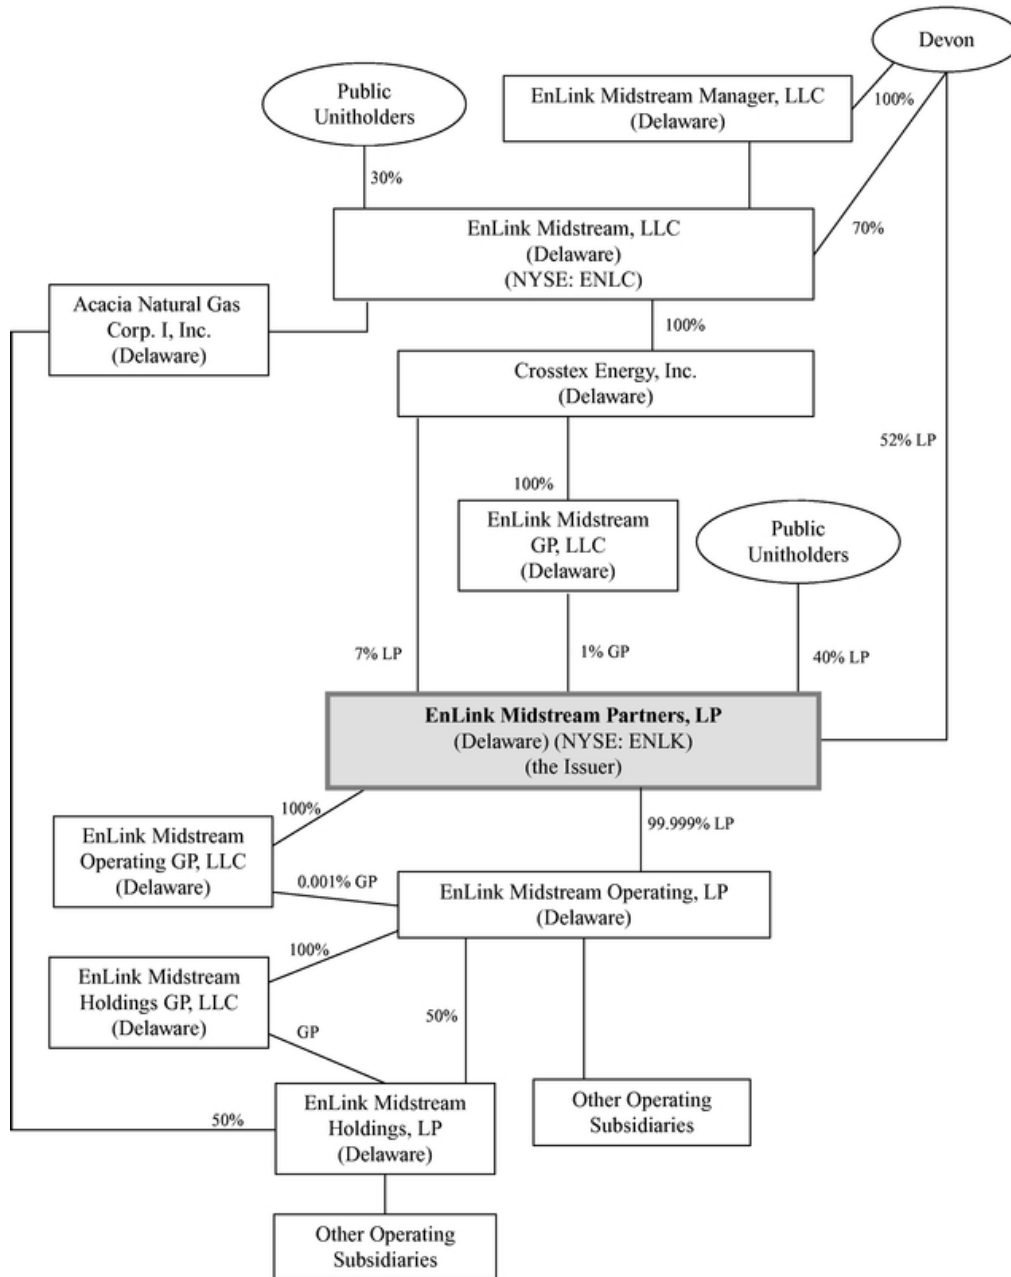 Devon
Public
Unitholders
EnLink Midstream Manager, LLC
(Delaware)
100%
30%
EnLink Midstream, LLC
(Delaware)
(NYSE: ENLC)
70%
Acacia Natural Gas
Corp. I, Inc.
(Delaware)
100%
Crosstex Energy, Inc.
(Delaware)
52% LP
100%
EnLink Midstream
GP, LLC
(Delaware)
Public
Unitholders
7% LP
1% GP
40% LP
EnLink Midstream Partners, LP
(Delaware) (NYSE: ENLK)
(the Issuer)
100%
99.999% LP
EnLink Midstream
Operating GP, LLC
(Delaware)
0.001% GP
EnLink Midstream Operating, LP
(Delaware)
100%
EnLink Midstream
Holdings GP, LLC
(Delaware)
50%
GP
EnLink Midstream
Holdings, LP
(Delaware)
Other Operating
Subsidiaries
50%
Other Operating
Subsidiaries